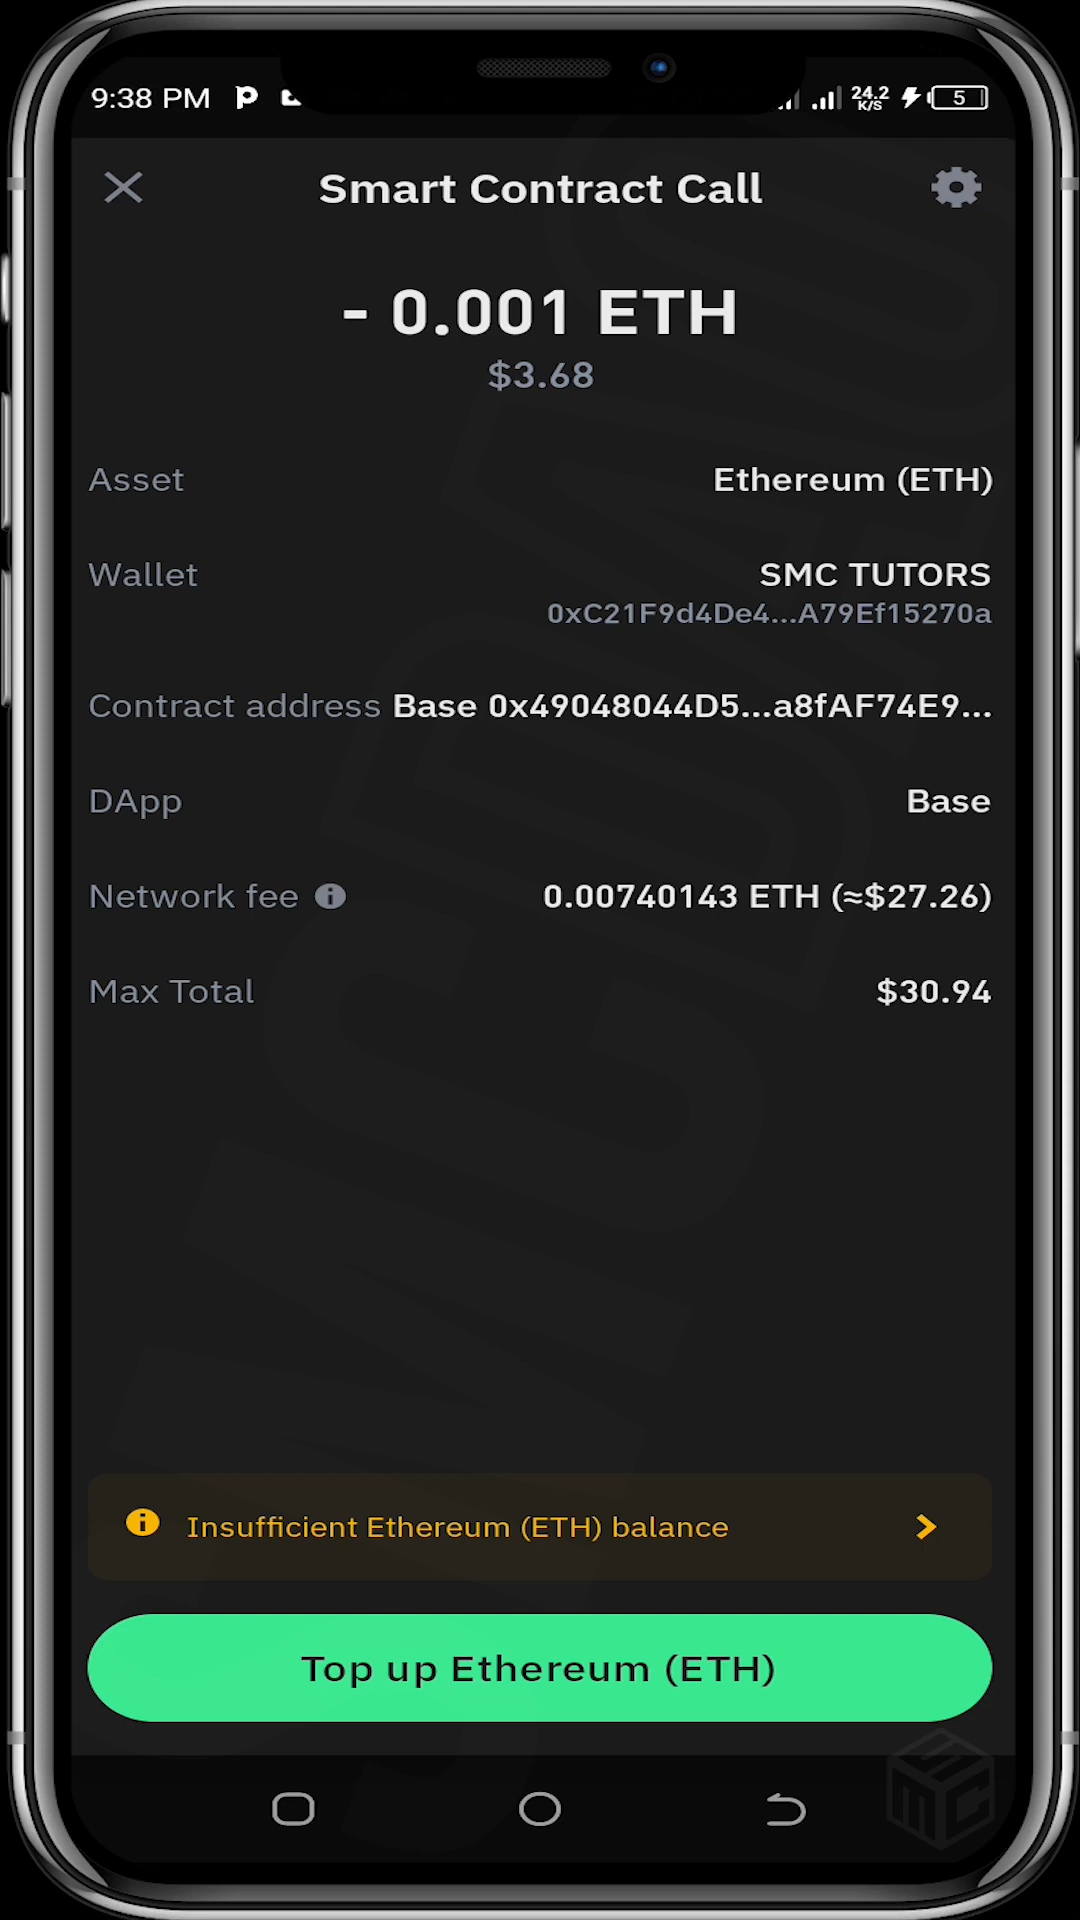 9:38 PM
24.2
K/S
5
Smart Contract Call
- 0.001 ETH
$3.68
Asset
Ethereum (ETH)
Wallet
SMC TUTORS
0xC21F9d4De4...A79Ef15270a
Contract address Base 0x49048044D5...a8fAF74E9...
DApp
Base
Network fee
0.00740143 ETH (≈$27.26)
Max Total
$30.94
Insufficient Ethereum (ETH) balance
Top up Ethereum (ETH)
SMC